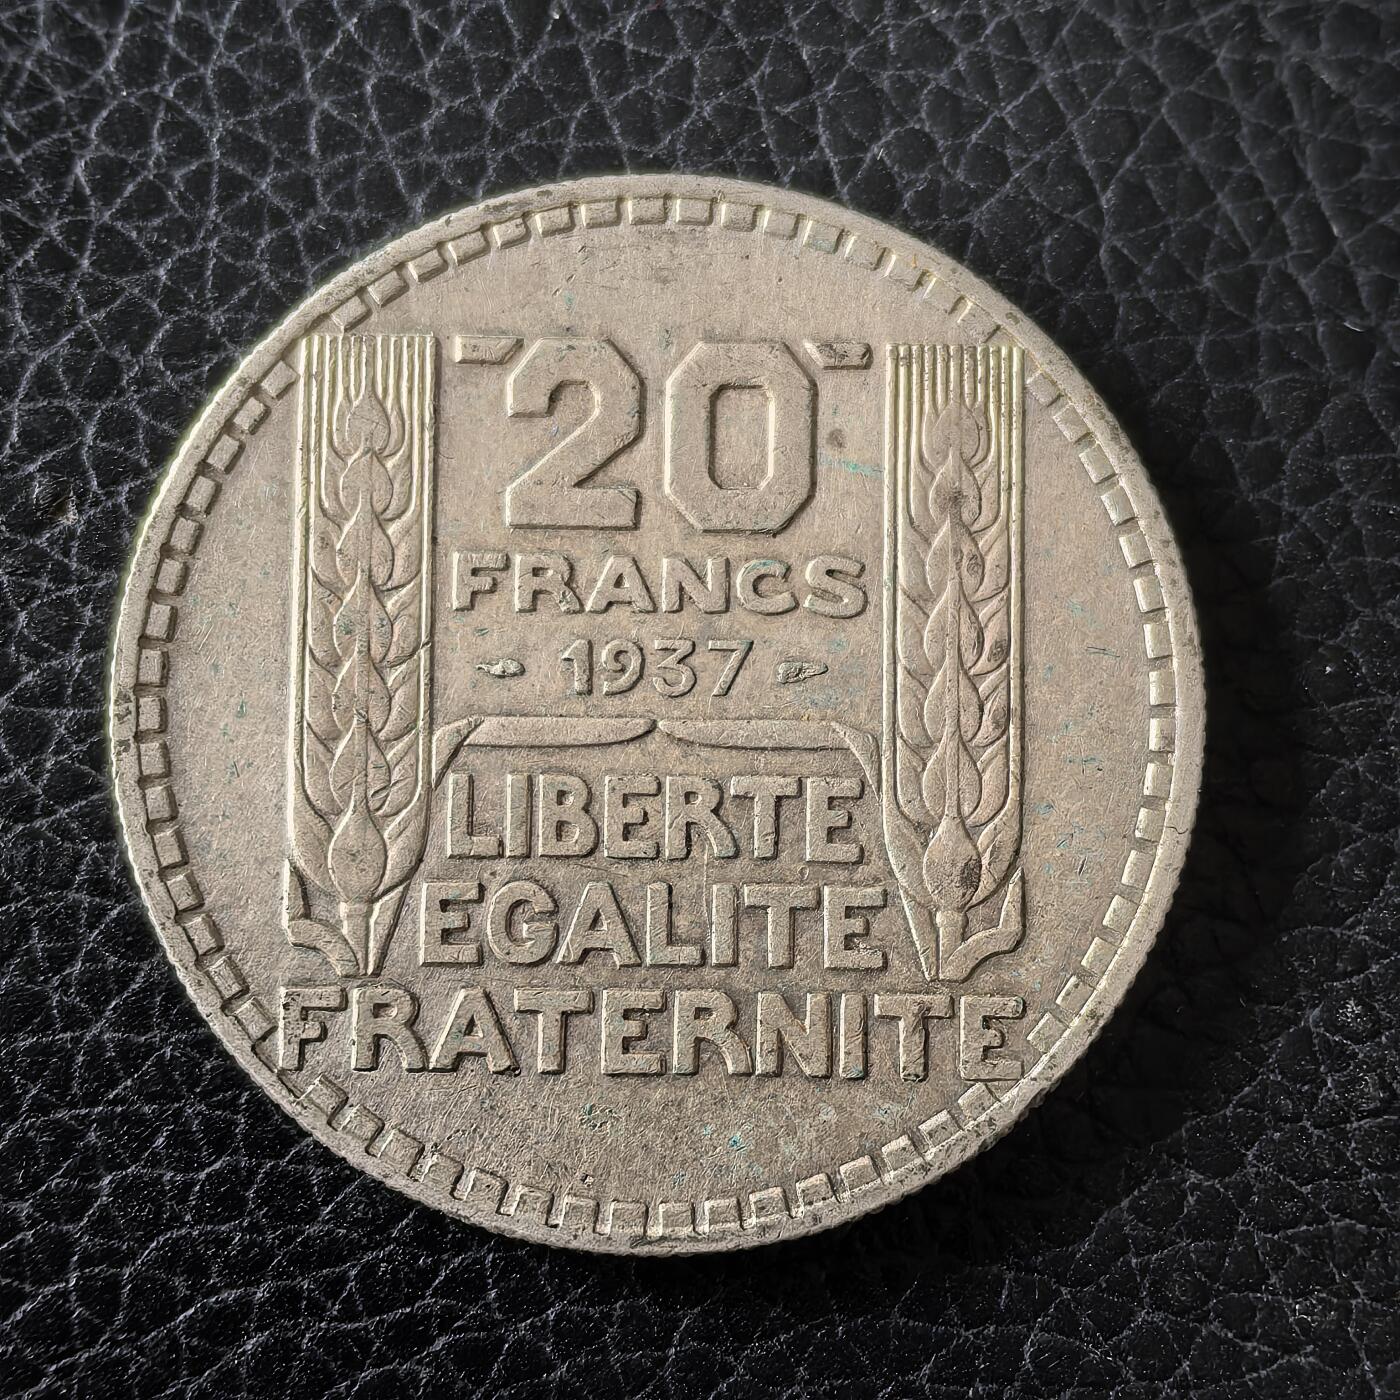 20
FRANCS
- 1937 -
LIBERTE
EGALITE
FRATERNITE